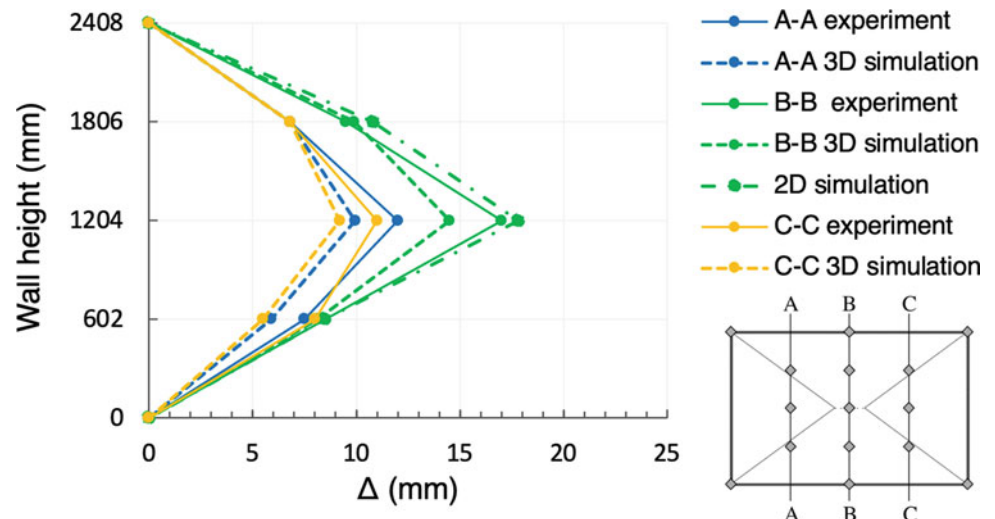 2408
1806
1204
602
0
Wall height (mm)
0 5 10 15 20 25
Δ (mm)
A-A experiment
A-A 3D simulation
B-B experiment
B-B 3D simulation
2D simulation
C-C experiment
C-C 3D simulation
A B C
A B C